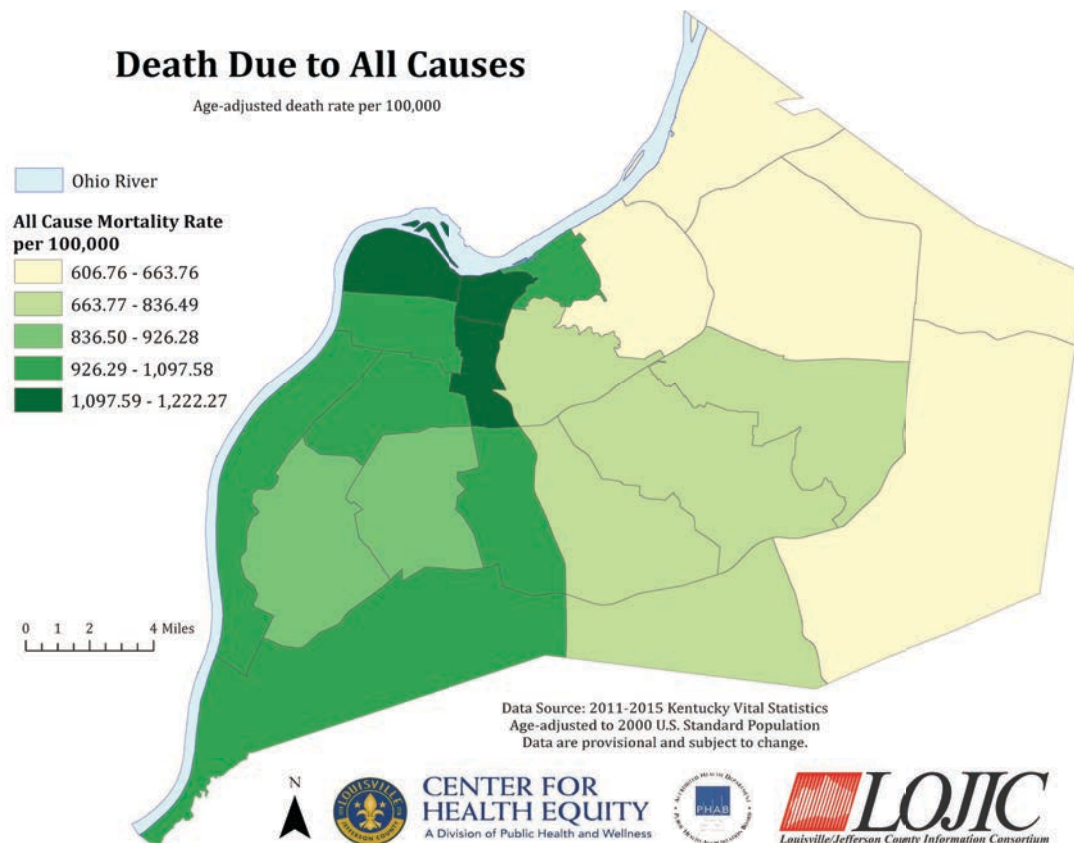 Death Due to All Causes
Age-adjusted death rate per 100,000
Ohio River
All Cause Mortality Rate
per 100,000
606.76 - 663.76
663.77 - 836.49
836.50 - 926.28
926.29 - 1,097.58
1,097.59 - 1,222.27
0 1 2 4 Miles
Data Source: 2011-2015 Kentucky Vital Statistics
Age-adjusted to 2000 U.S. Standard Population
Data are provisional and subject to change.
N
LOUISVILLE
JEFFERSON COUNTY
CENTER FOR
HEALTH EQUITY
A Division of Public Health and Wellness
PHAB
LOJIC
Louisville/Jefferson County Information Consortium